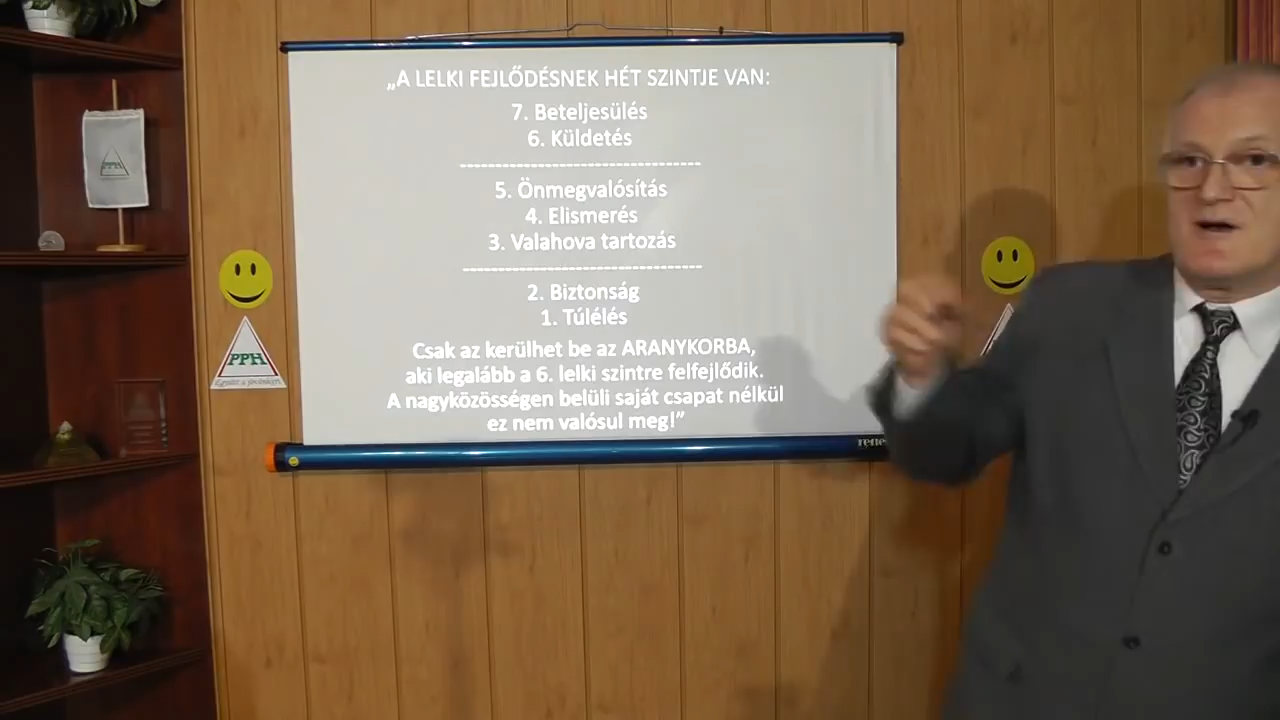 „A LELKI FEJLŐDÉSNEK HÉT SZINTJE VAN:
7. Beteljesülés
6. Küldetés
----------------------------------
5. Önmegvalósítás
4. Elismerés
3. Valahova tartozás
----------------------------------
2. Biztonság
1. Túlélés
Csak az kerülhet be az ARANYKORBA,
aki legalább a 6. lelki szintre felfejlődik.
A nagyközösségen belüli saját csapat nélkül
ez nem valósul meg!”
PPH
PPH